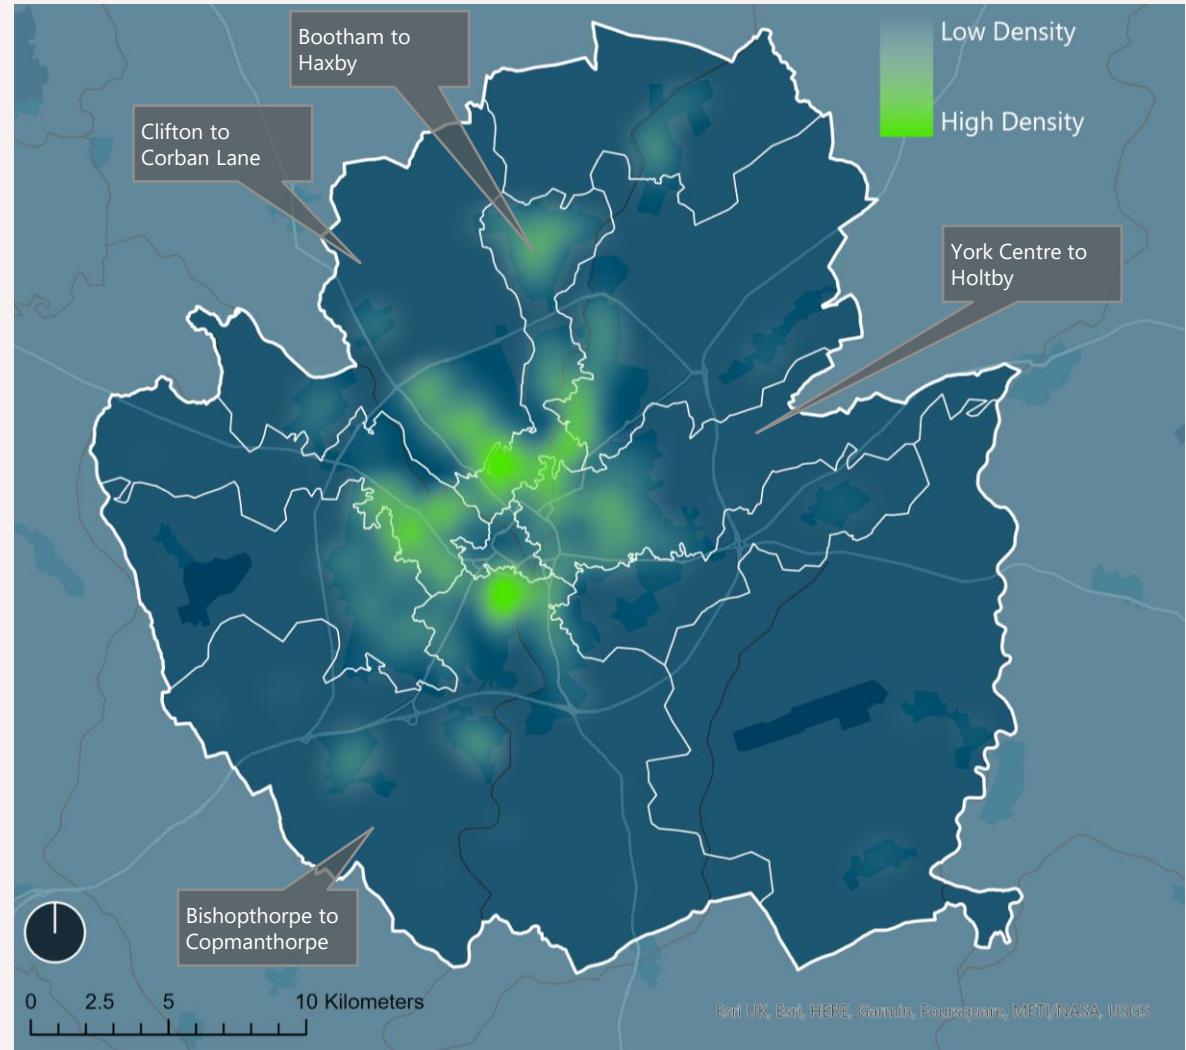 Bootham to
Haxby
Low Density
High Density
Clifton to
Corban Lane
York Centre to
Holtby
Bishopthorpe to
Copmanthorpe
0 2.5 5 10 Kilometers
Esri UK, Esri, HERE, Garmin, Foursquare, METI/NASA, USGS